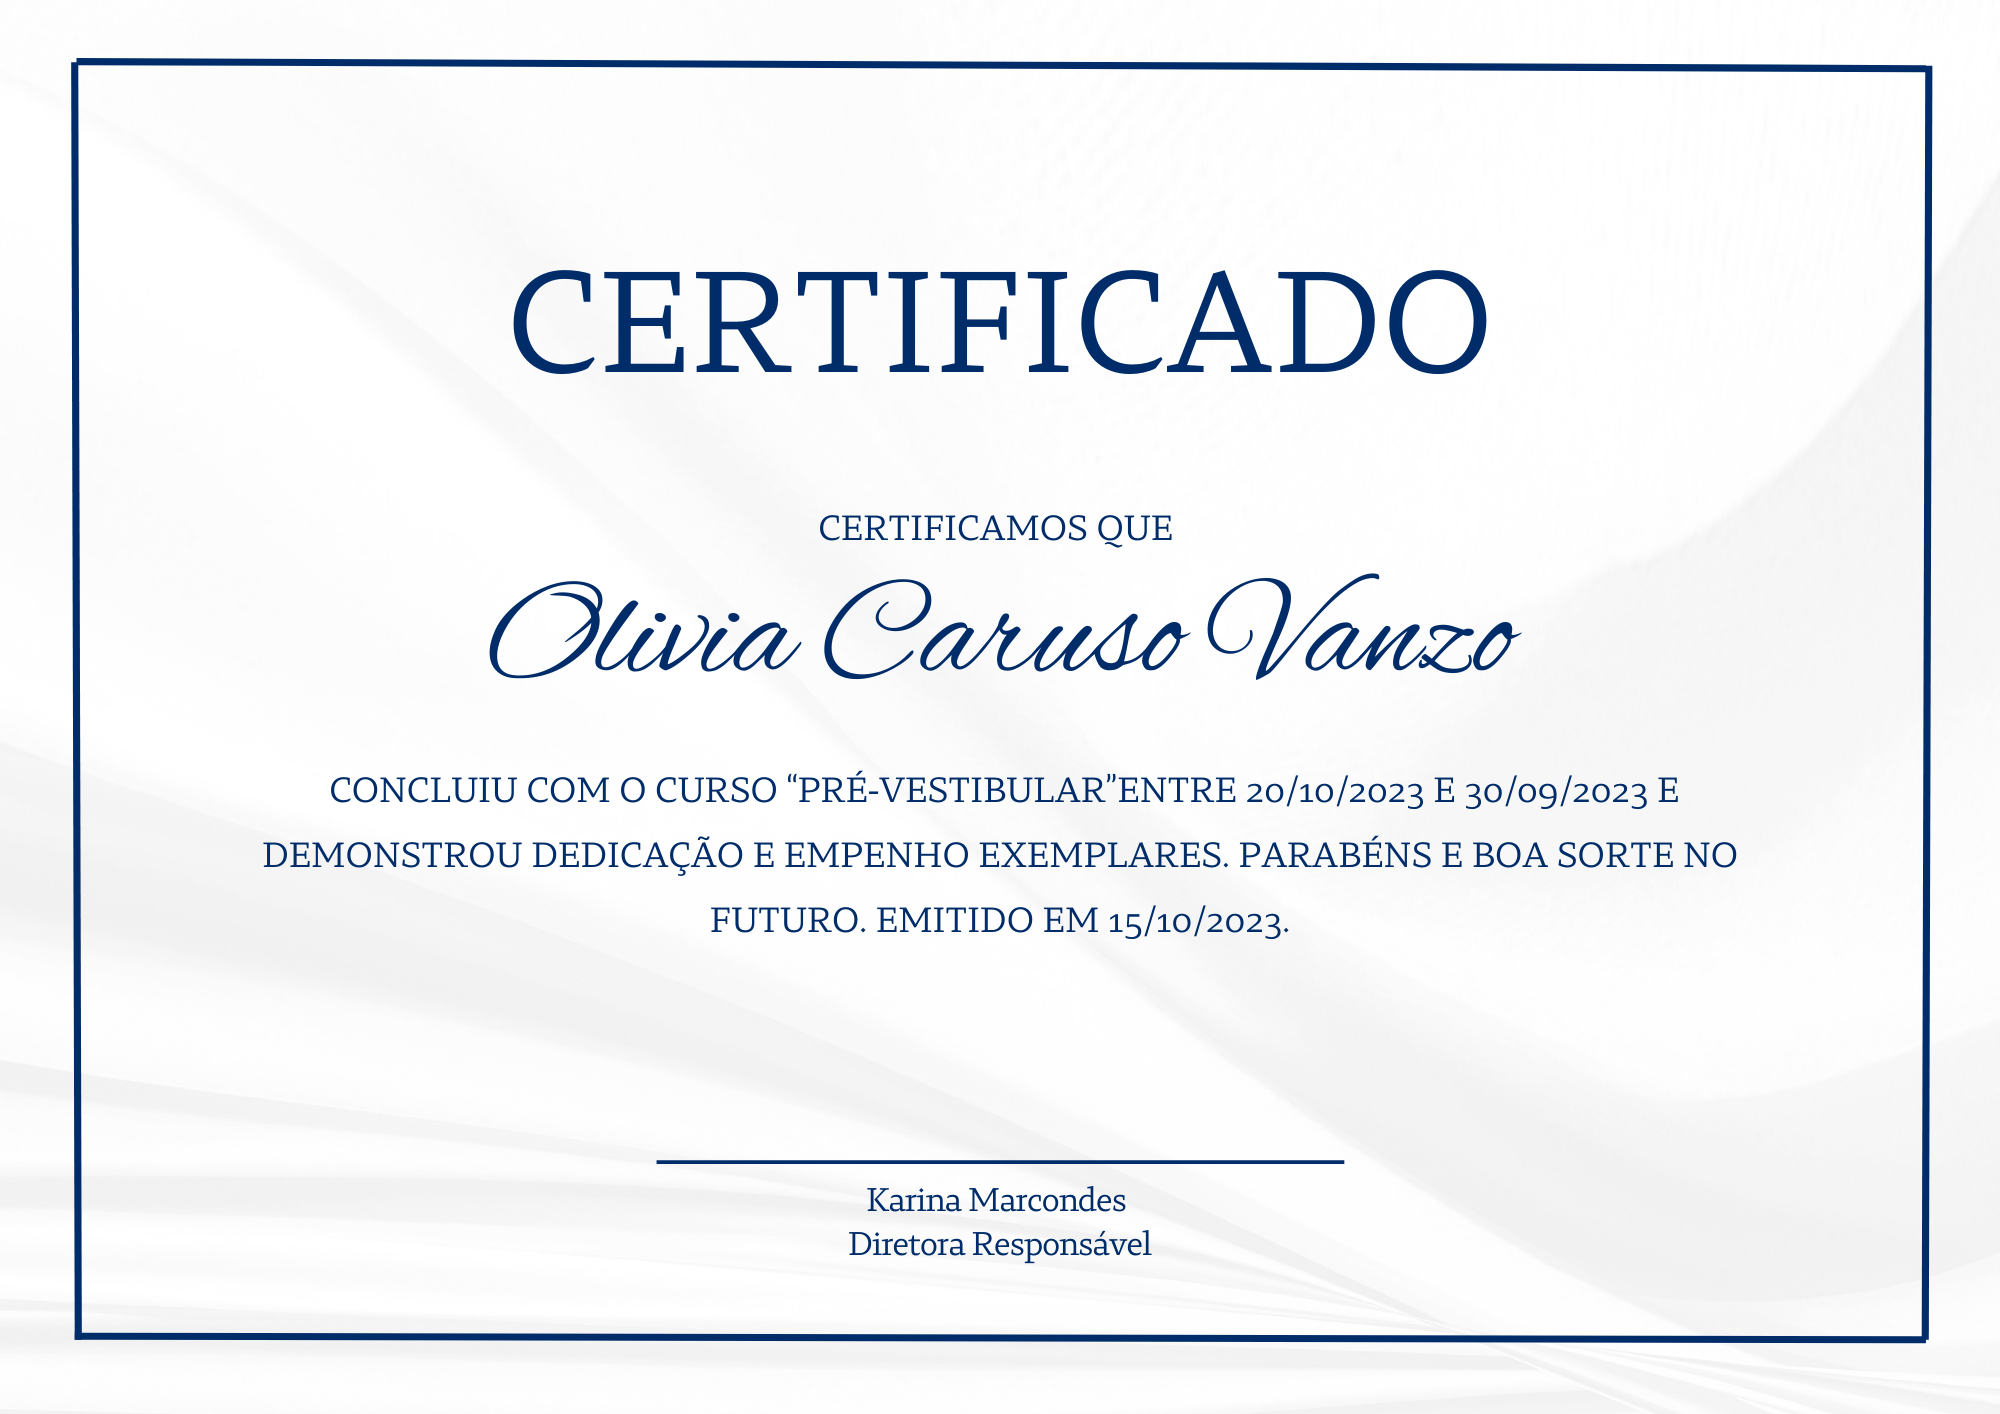 CERTIFICADO
CERTIFICAMOS QUE
Olivia Caruso Vanzo
CONCLUIU COM O CURSO “PRÉ-VESTIBULAR”ENTRE 20/10/2023 E 30/09/2023 E
DEMONSTROU DEDICAÇÃO E EMPENHO EXEMPLARES. PARABÉNS E BOA SORTE NO
FUTURO. EMITIDO EM 15/10/2023.
Karina Marcondes
Diretora Responsável